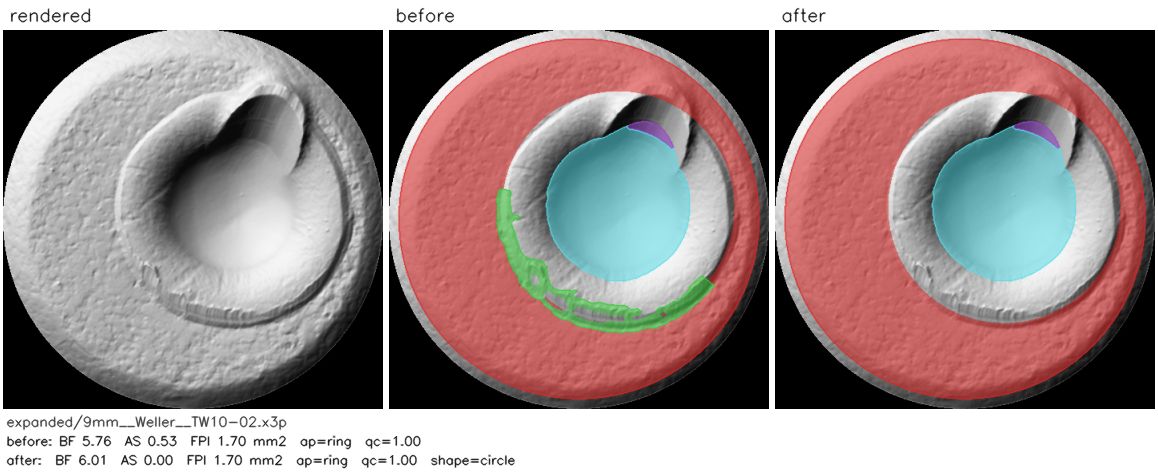 rendered
before
after
expanded/9mm__Weller__TW10-02.x3p
before: BF 5.76 AS 0.53 FPI 1.70 mm2 ap=ring qc=1.00
after: BF 6.01 AS 0.00 FPI 1.70 mm2 ap=ring qc=1.00 shape=circle